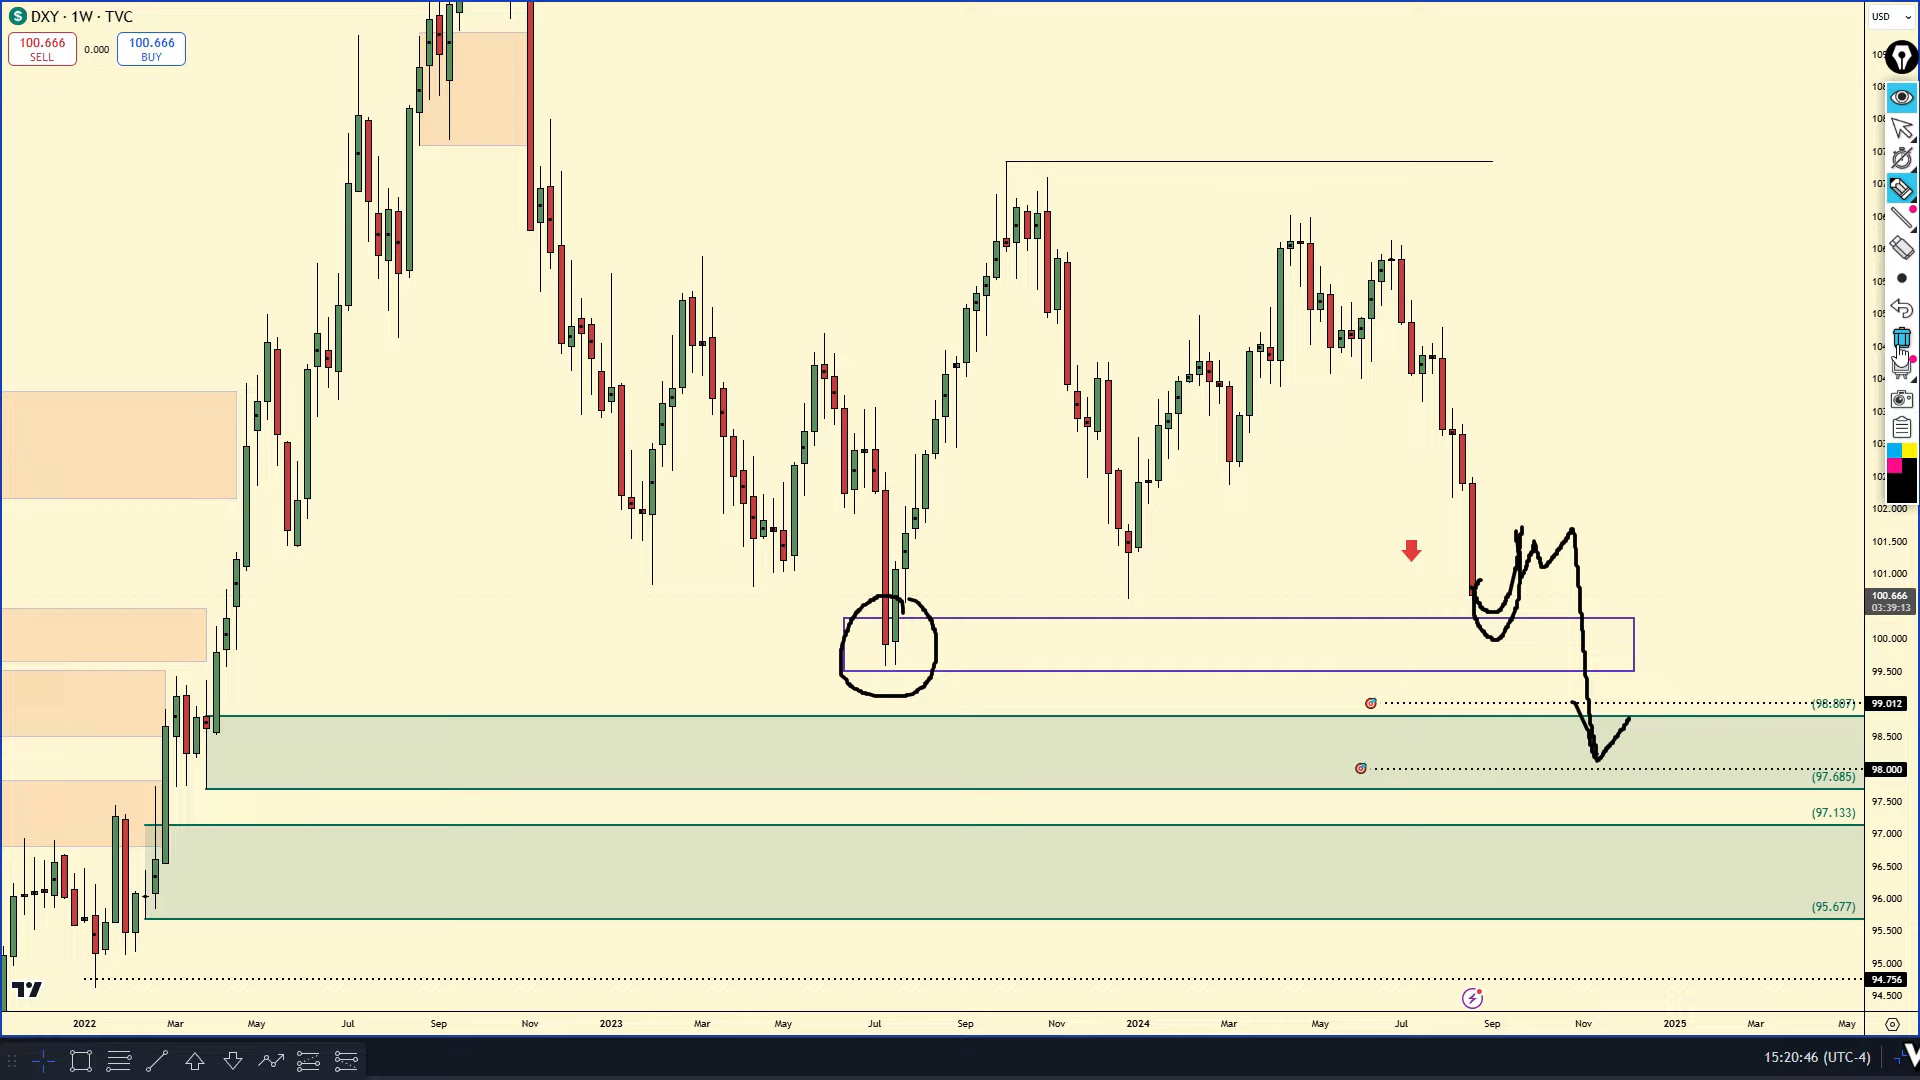 DXY · 1W · TVC
USD
100.666
SELL
0.000
100.666
BUY
102.000
101.500
101.000
100.666
03:39:13
100.000
99.500
(98.807)
99.012
98.500
98.000
(97.685)
97.500
(97.133)
97.000
96.500
96.000
(95.677)
95.500
95.000
94.756
94.500
2022
Mar
May
Jul
Sep
Nov
2023
Mar
May
Jul
Sep
Nov
2024
Mar
May
Jul
Sep
Nov
2025
Mar
May
15:20:46 (UTC-4)